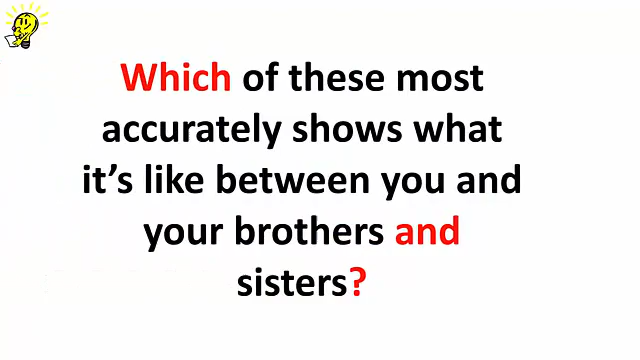 Which of these most
accurately shows what
it’s like between you and
your brothers and
sisters?